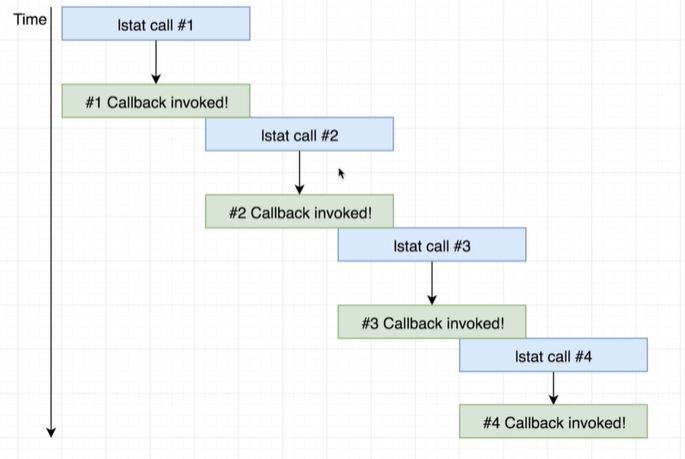 Time
lstat call #1
#1 Callback invoked!
lstat call #2
#2 Callback invoked!
lstat call #3
#3 Callback invoked!
lstat call #4
#4 Callback invoked!